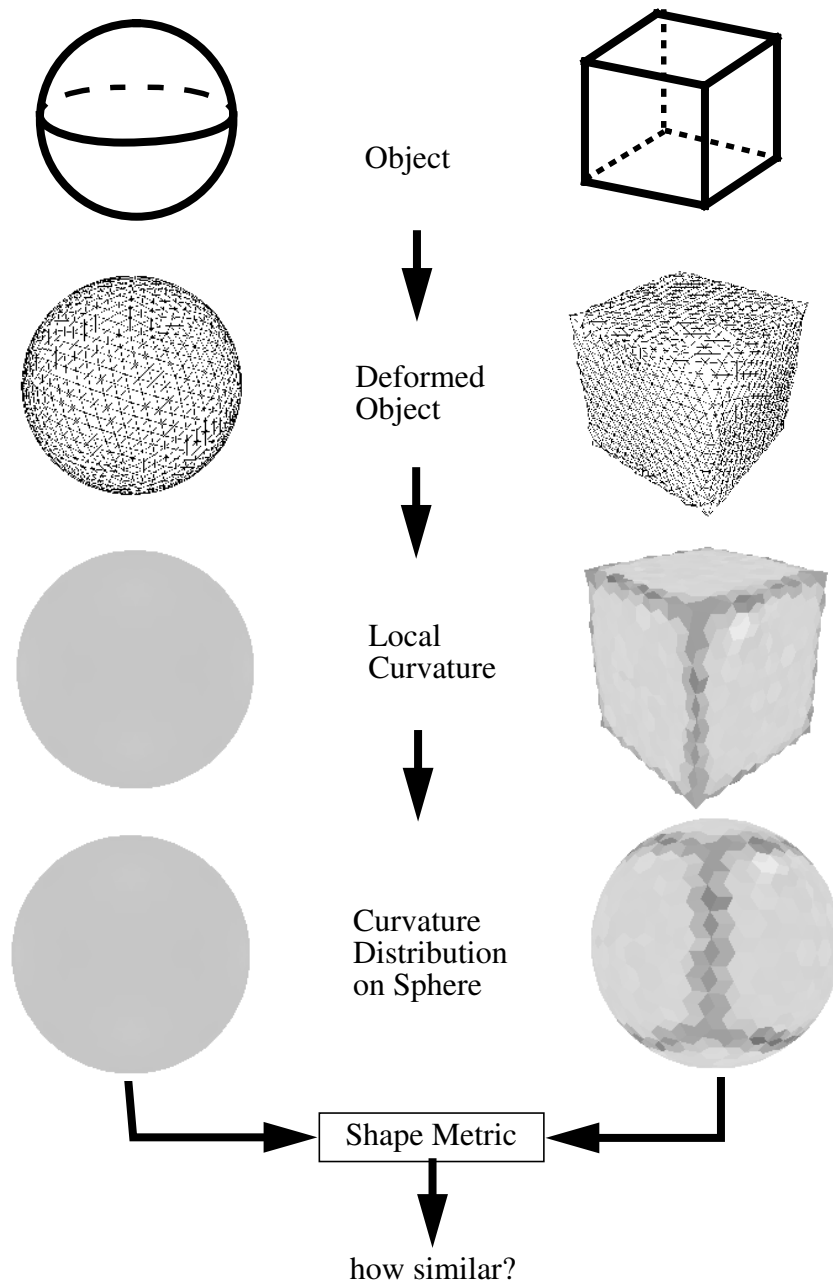 Object
Deformed
Object
Local
Curvature
Curvature
Distribution
on Sphere
Shape Metric
how similar?